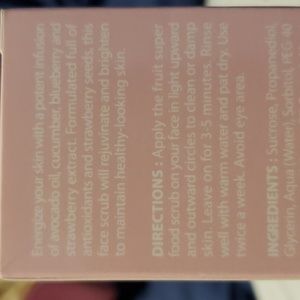 Energize your skin with a potent infusion
of avocado oil, cucumber blueberry and
strawberry extract. Formulated full of
antioxidants and strawberry seeds, this
face scrub will rejuvinate and brighten
to maintain healthy-looking skin.
DIRECTIONS : Apply the fruit super
food scrub on your face in light upward
and outward circles to clean or damp
skin. Leave on for 3-5 minutes. Rinse
well with warm water and pat dry. Use
twice a week. Avoid eye area.
INGREDIENTS : Sucrose, Propanediol,
Glycerin, Aqua (Water), Sorbitol, PEG-40